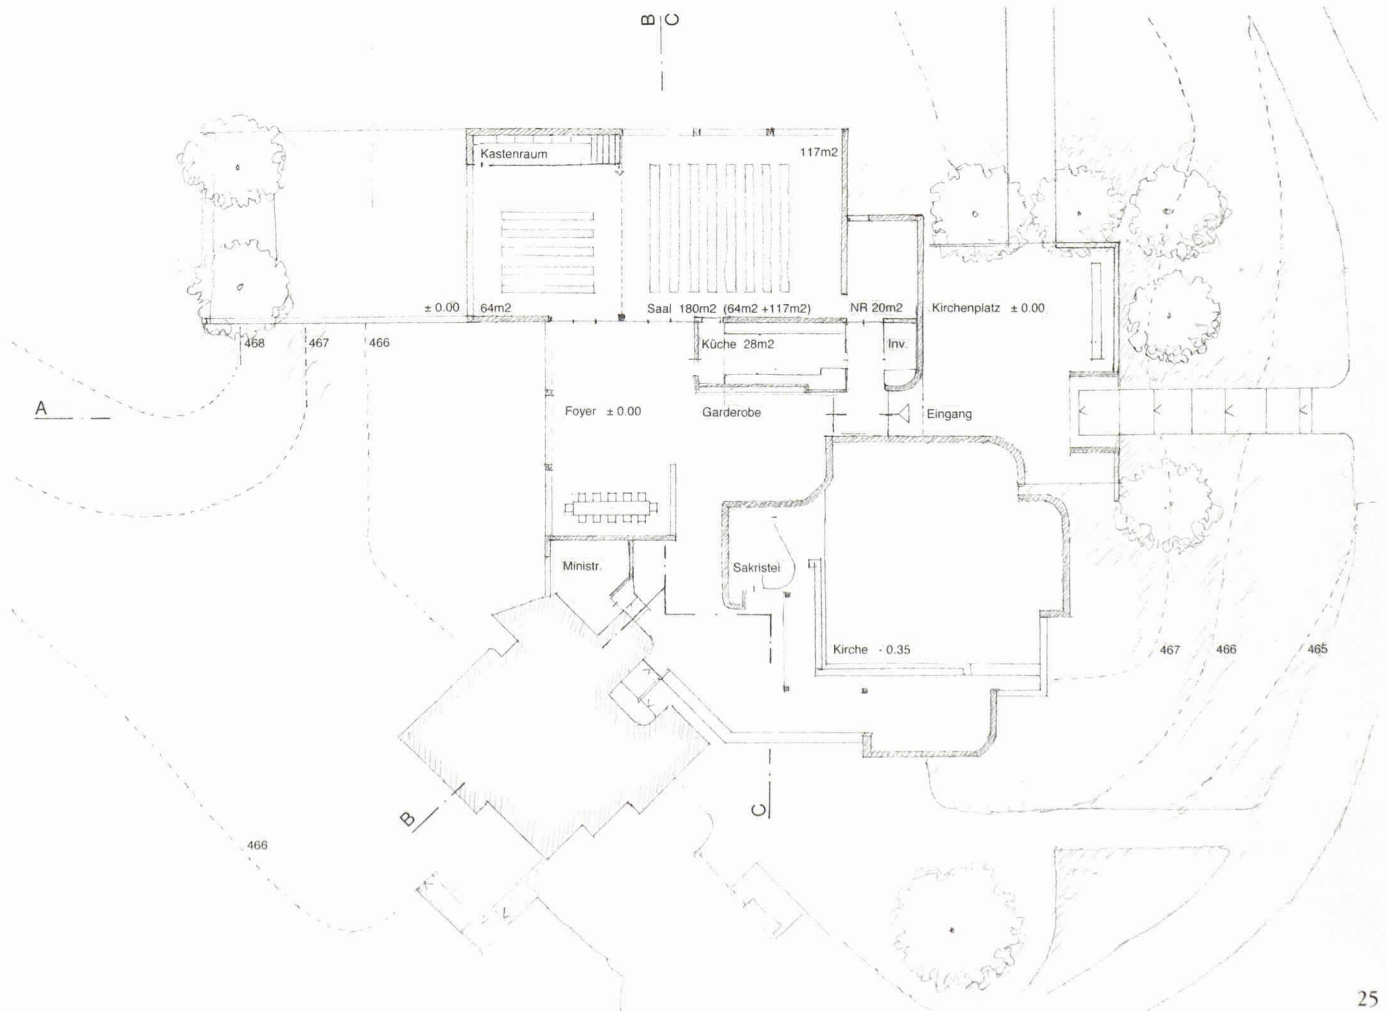 B
C
Kastenraum
117m2
± 0.00
64m2
Saal 180m2 (64m2 +117m2)
NR 20m2
Kirchenplatz ± 0.00
468
467
466
Küche 28m2
Inv.
A
Foyer ± 0.00
Garderobe
Eingang
Ministr.
Sakristei
Kirche - 0.35
467
466
465
B
C
466
25